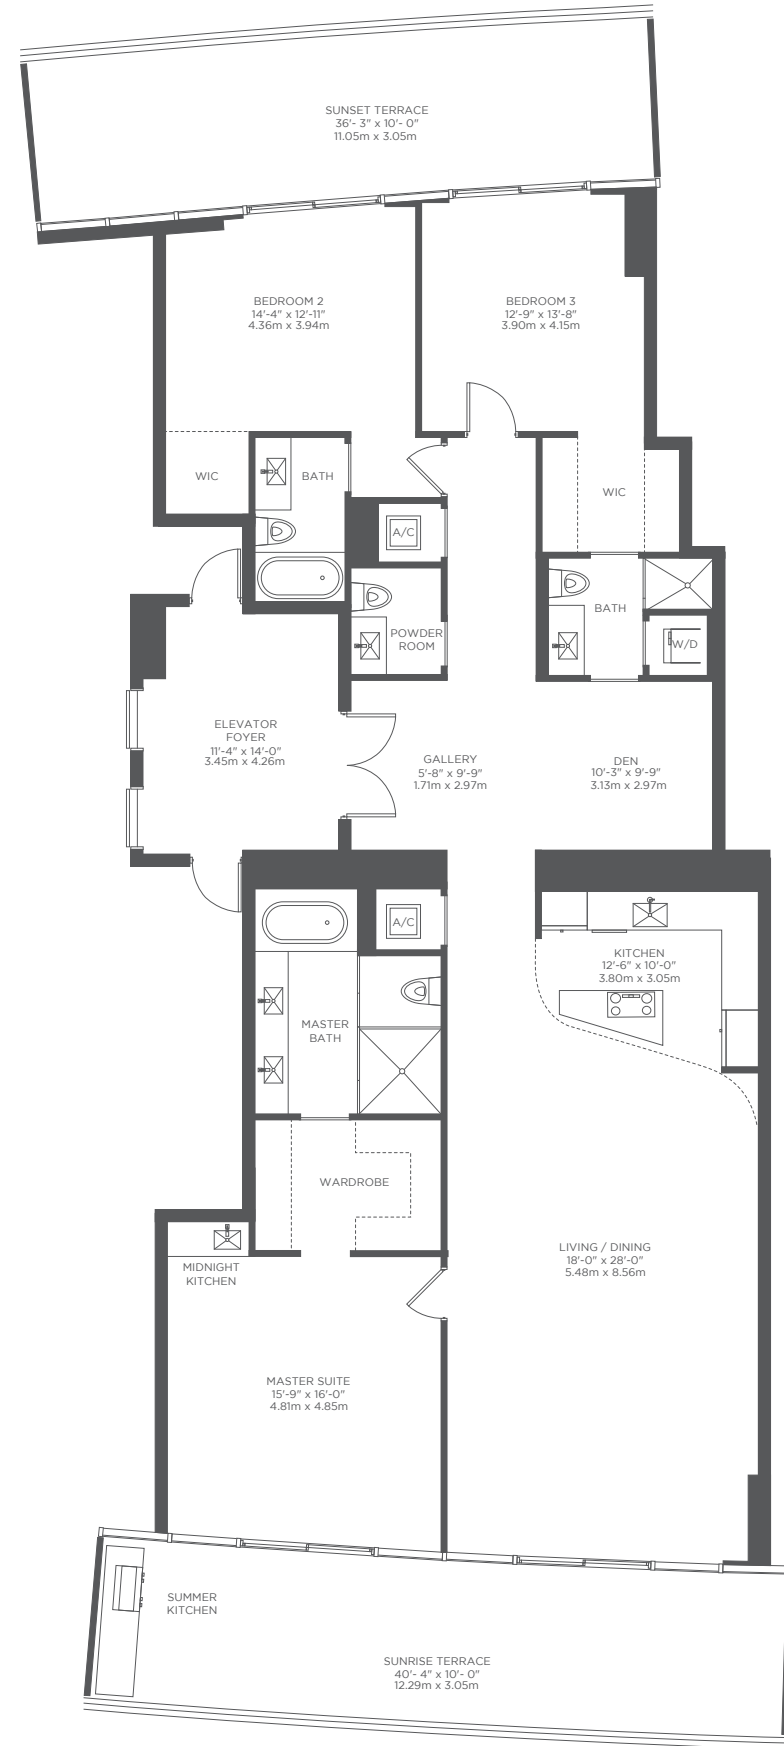 SUNSET TERRACE
36'- 3" x 10'- 0"
11.05m x 3.05m
BEDROOM 2
14'-4" x 12'-11"
4.36m x 3.94m
BEDROOM 3
12'-9" x 13'-8"
3.90m x 4.15m
WIC
BATH
WIC
A/C
BATH
POWDER
ROOM
W/D
ELEVATOR
FOYER
11'-4" x 14'-0"
3.45m x 4.26m
GALLERY
5'-8" x 9'-9"
1.71m x 2.97m
DEN
10'-3" x 9'-9"
3.13m x 2.97m
A/C
KITCHEN
12'-6" x 10'-0"
3.80m x 3.05m
MASTER
BATH
WARDROBE
LIVING / DINING
18'-0" x 28'-0"
5.48m x 8.56m
MIDNIGHT
KITCHEN
MASTER SUITE
15'-9" x 16'-0"
4.81m x 4.85m
SUMMER
KITCHEN
SUNRISE TERRACE
40'- 4" x 10'- 0"
12.29m x 3.05m